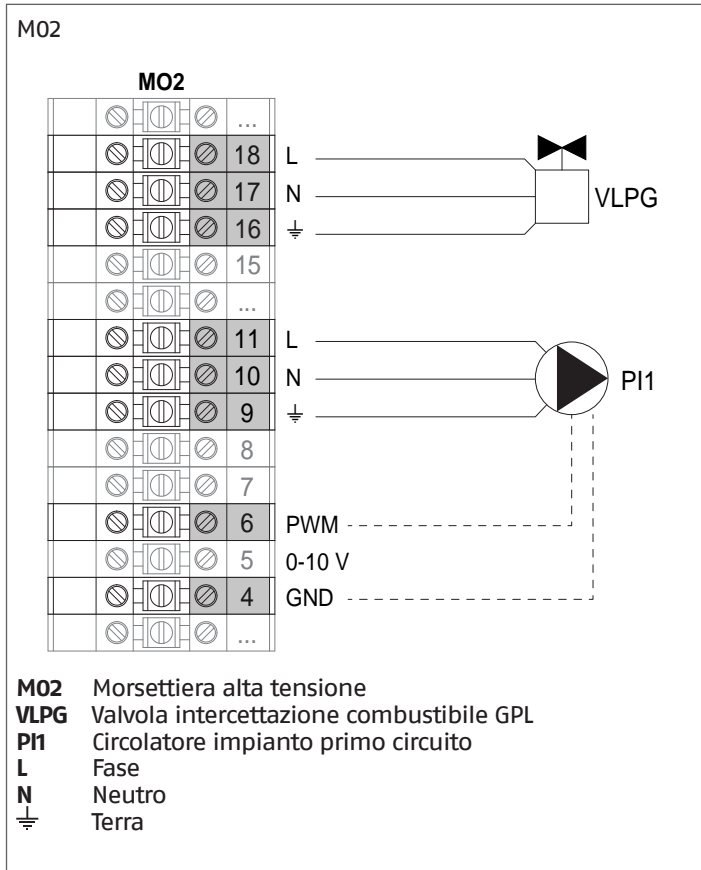 M02
MO2
...
18 L
17 N VLPG
16 ⏚
15
...
11 L
10 N PI1
9 ⏚
8
7
6 PWM
5 0-10 V
4 GND
...
M02 Morsettiera alta tensione
VLPG Valvola intercettazione combustibile GPL
PI1 Circolatore impianto primo circuito
L Fase
N Neutro
⏚ Terra